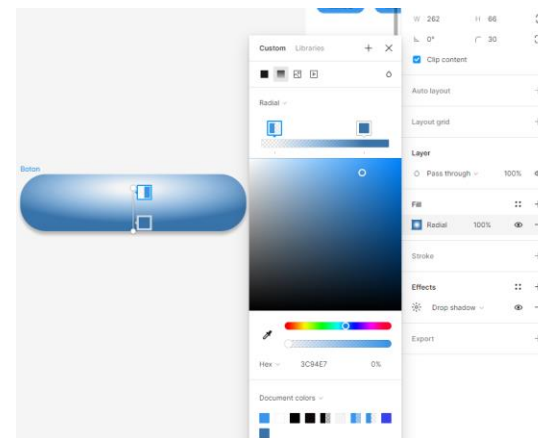 Boton
Custom Libraries
Radial
Hex 3C94E7 0%
Document colors
W 262 H 66
0° 30
Clip content
Auto layout
Layout grid
Layer
Pass through 100%
Fill
Radial 100%
Stroke
Effects
Drop shadow
Export